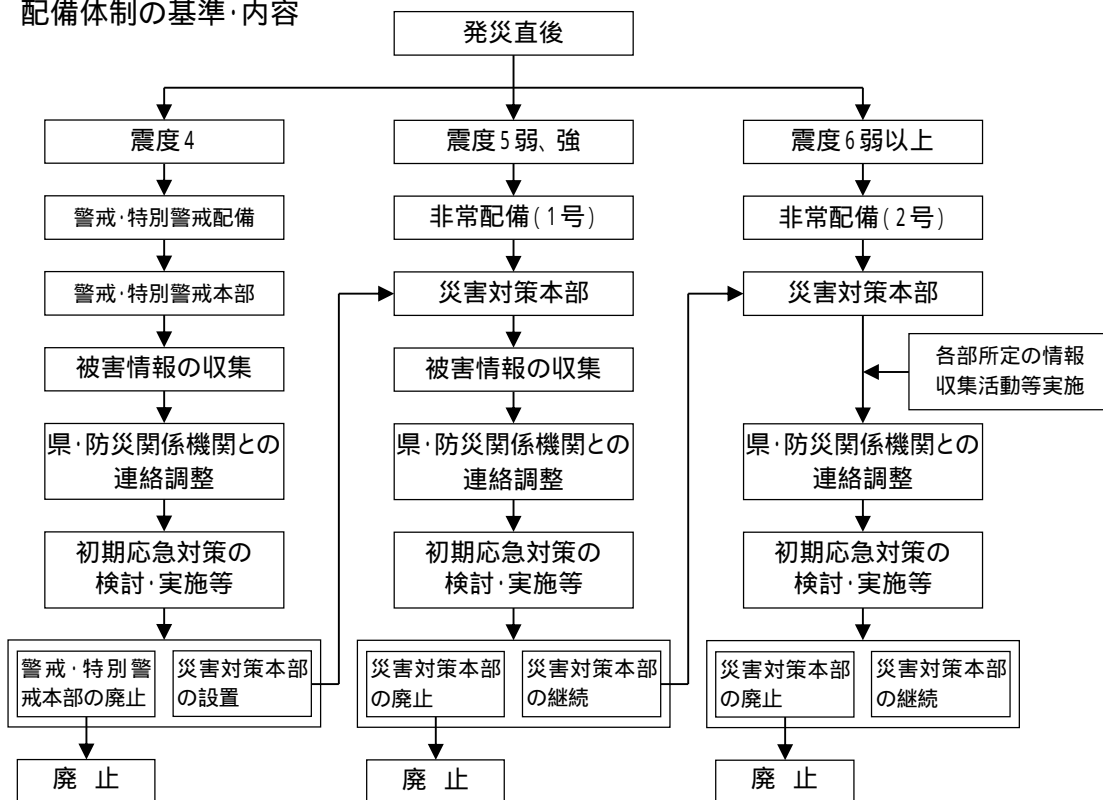 配備体制の基準・内容
発災直後
震度4
震度5弱、強
震度6弱以上
警戒・特別警戒配備
非常配備(1号)
非常配備(2号)
警戒・特別警戒本部
災害対策本部
災害対策本部
被害情報の収集
被害情報の収集
各部所定の情報
収集活動等実施
県・防災関係機関との
連絡調整
県・防災関係機関との
連絡調整
県・防災関係機関との
連絡調整
初期応急対策の
検討・実施等
初期応急対策の
検討・実施等
初期応急対策の
検討・実施等
警戒・特別警
戒本部の廃止
災害対策本部
の設置
災害対策本部
の廃止
災害対策本部
の継続
災害対策本部
の廃止
災害対策本部
の継続
廃 止
廃 止
廃 止